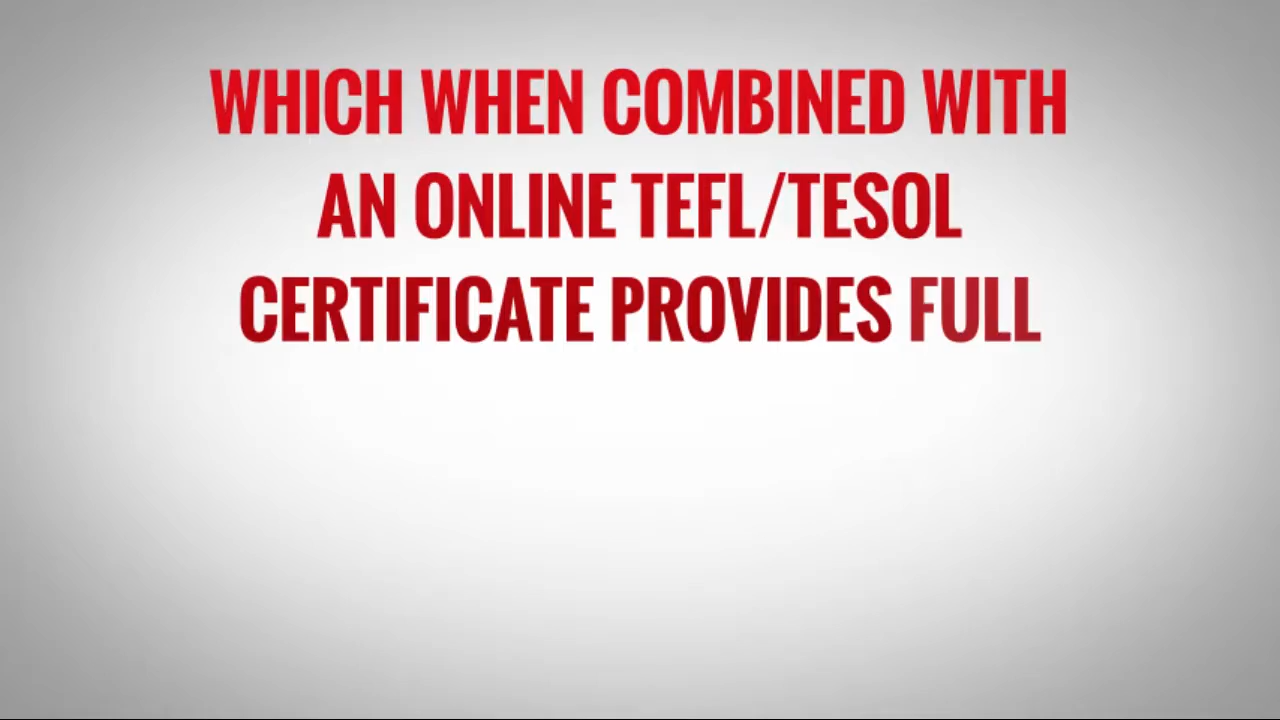 WHICH WHEN COMBINED WITH
AN ONLINE TEFL/TESOL
CERTIFICATE PROVIDES FULL